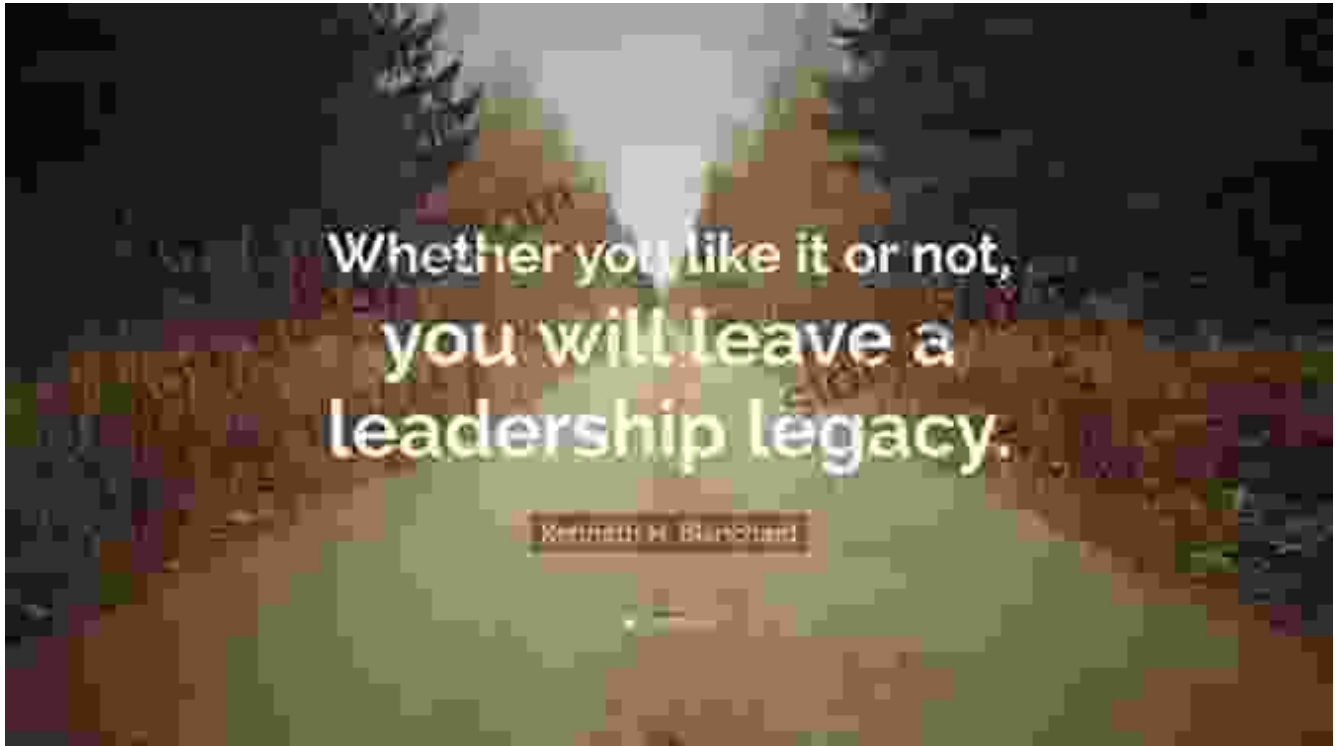 Whether you like it or not,
you will leave a
leadership legacy.
Kenneth H. Blanchard